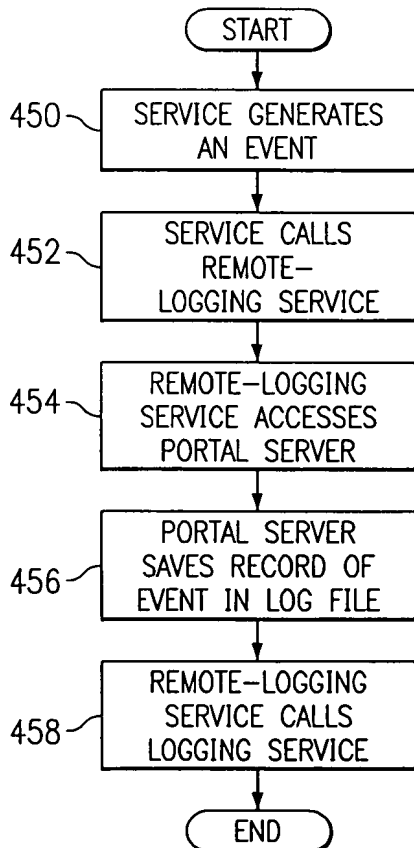 START
450
SERVICE GENERATES
AN EVENT
452
SERVICE CALLS
REMOTE-
LOGGING SERVICE
454
REMOTE-LOGGING
SERVICE ACCESSES
PORTAL SERVER
456
PORTAL SERVER
SAVES RECORD OF
EVENT IN LOG FILE
458
REMOTE-LOGGING
SERVICE CALLS
LOGGING SERVICE
END